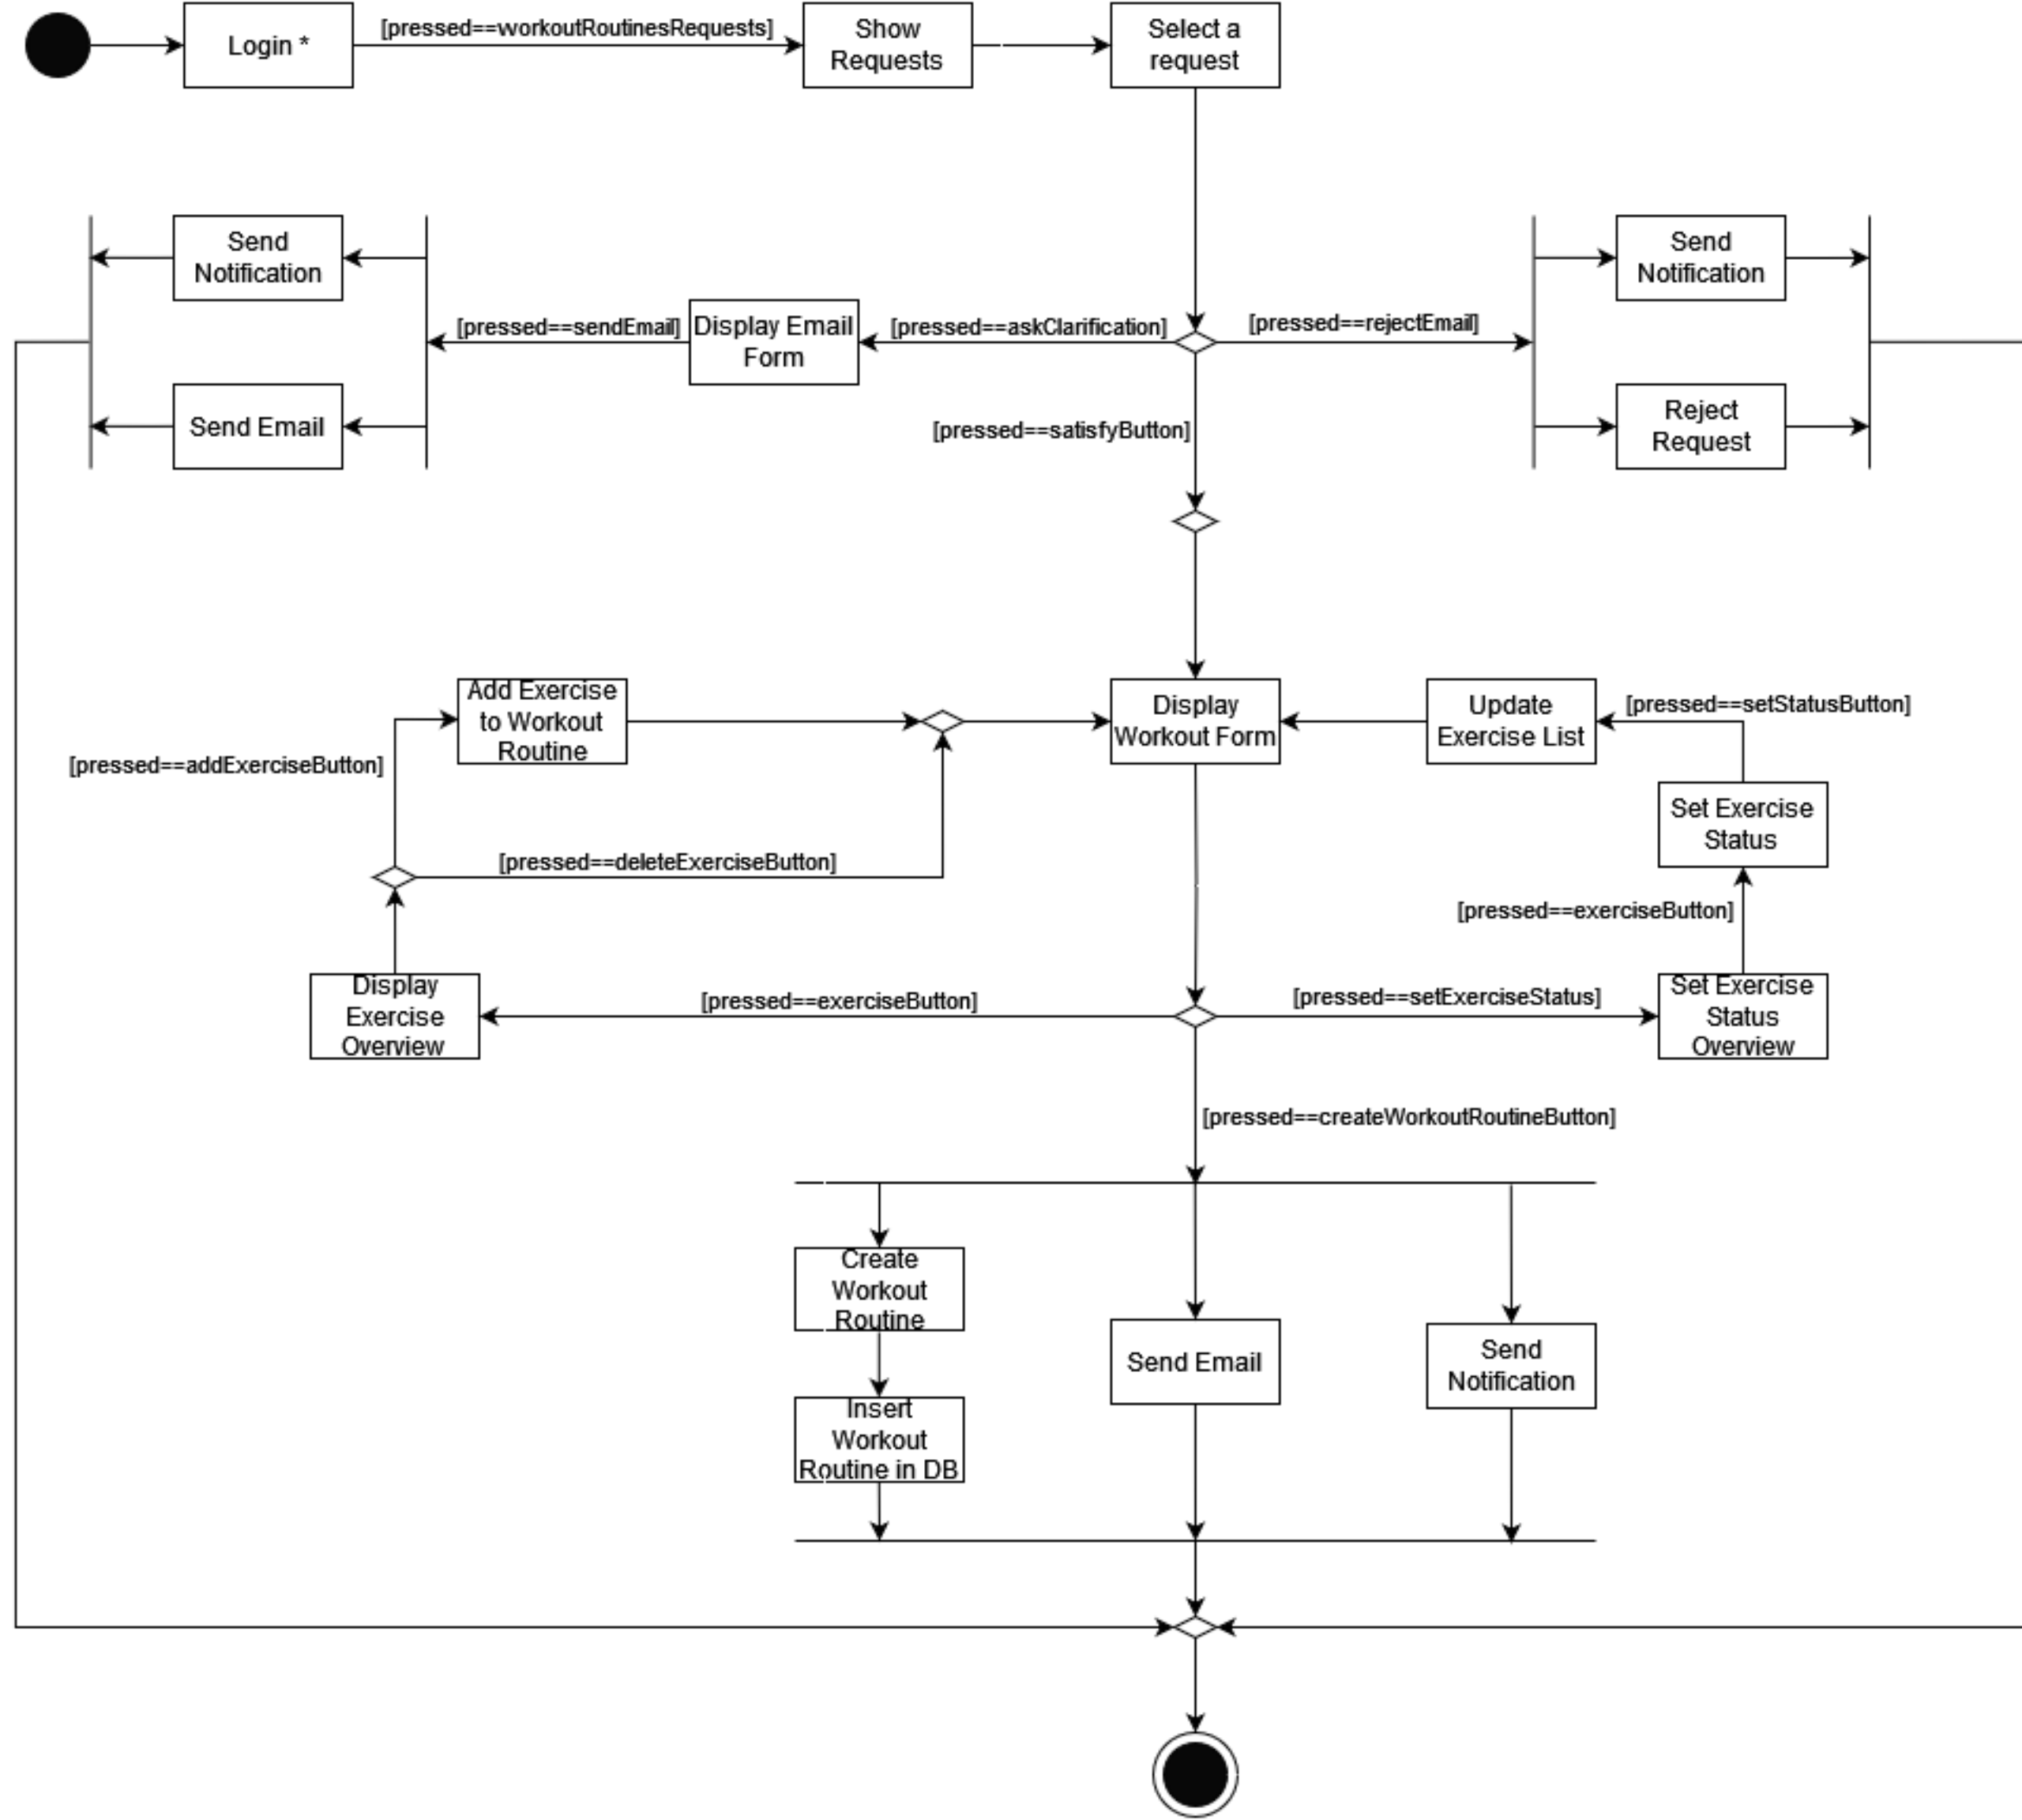 Login *
[pressed==workoutRoutinesRequests]
Show
Requests
Select a
request
Send
Notification
[pressed==sendEmail]
Display Email
Form
[pressed==askClarification]
[pressed==rejectEmail]
Send
Notification
Send Email
[pressed==satisfyButton]
Reject
Request
Add Exercise
to Workout
Routine
Display
Workout Form
Update
Exercise List
[pressed==setStatusButton]
[pressed==addExerciseButton]
Set Exercise
Status
[pressed==deleteExerciseButton]
[pressed==exerciseButton]
Display
Exercise
Overview
[pressed==exerciseButton]
[pressed==setExerciseStatus]
Set Exercise
Status
Overview
[pressed==createWorkoutRoutineButton]
Create
Workout
Routine
Send Email
Send
Notification
Insert
Workout
Routine in DB